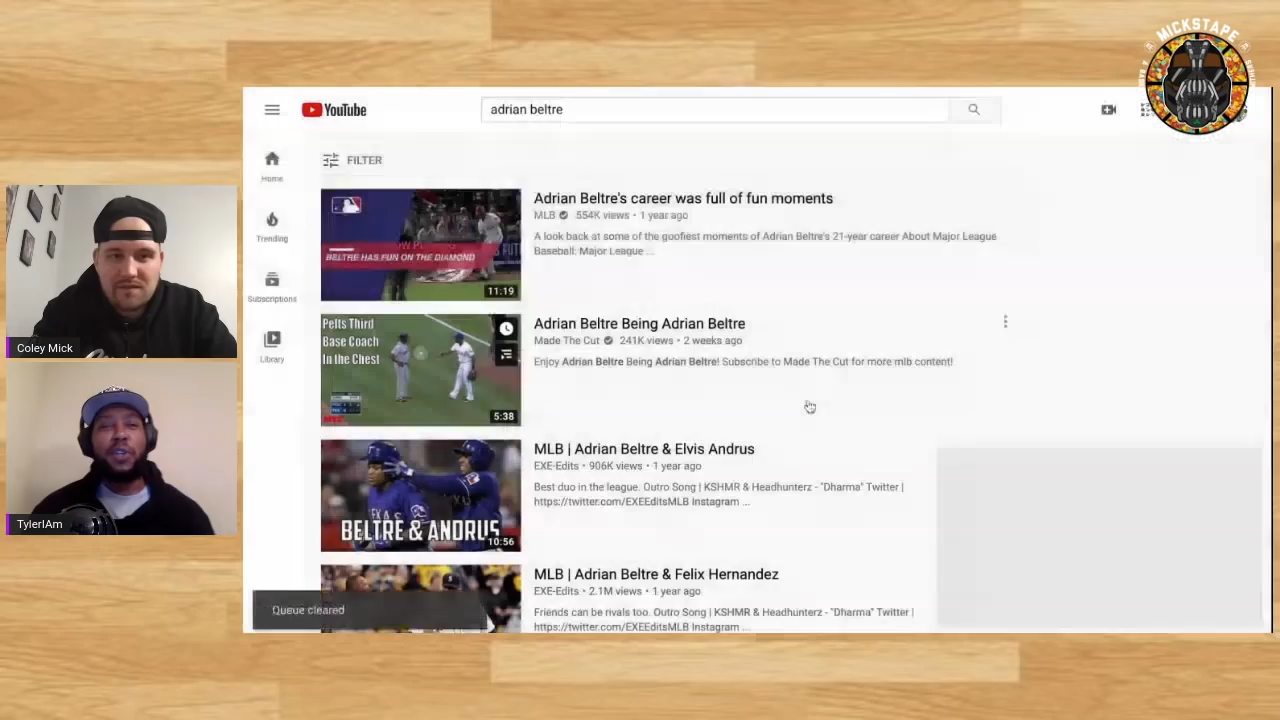 MICKSTAPE
YouTube
adrian beltre
FILTER
Home
Trending
Subscriptions
Library
BELTRE HAS FUN ON THE DIAMOND
11:19
Adrian Beltre's career was full of fun moments
MLB 554K views • 1 year ago
A look back at some of the goofiest moments of Adrian Beltre's 21-year career About Major League
Baseball: Major League ...
Pelts Third
Base Coach
In the Chest
5:38
Adrian Beltre Being Adrian Beltre
Made The Cut 241K views • 2 weeks ago
Enjoy Adrian Beltre Being Adrian Beltre! Subscribe to Made The Cut for more mlb content!
BELTRE & ANDRUS
10:56
MLB | Adrian Beltre & Elvis Andrus
EXE-Edits • 906K views • 1 year ago
Best duo in the league. Outro Song | KSHMR & Headhunterz - "Dharma" Twitter |
https://twitter.com/EXEEditsMLB Instagram ...
MLB | Adrian Beltre & Felix Hernandez
EXE-Edits • 2.1M views • 1 year ago
Friends can be rivals too. Outro Song | KSHMR & Headhunterz - "Dharma" Twitter |
https://twitter.com/EXEEditsMLB Instagram ...
Queue cleared
Coley Mick
TylerIAm